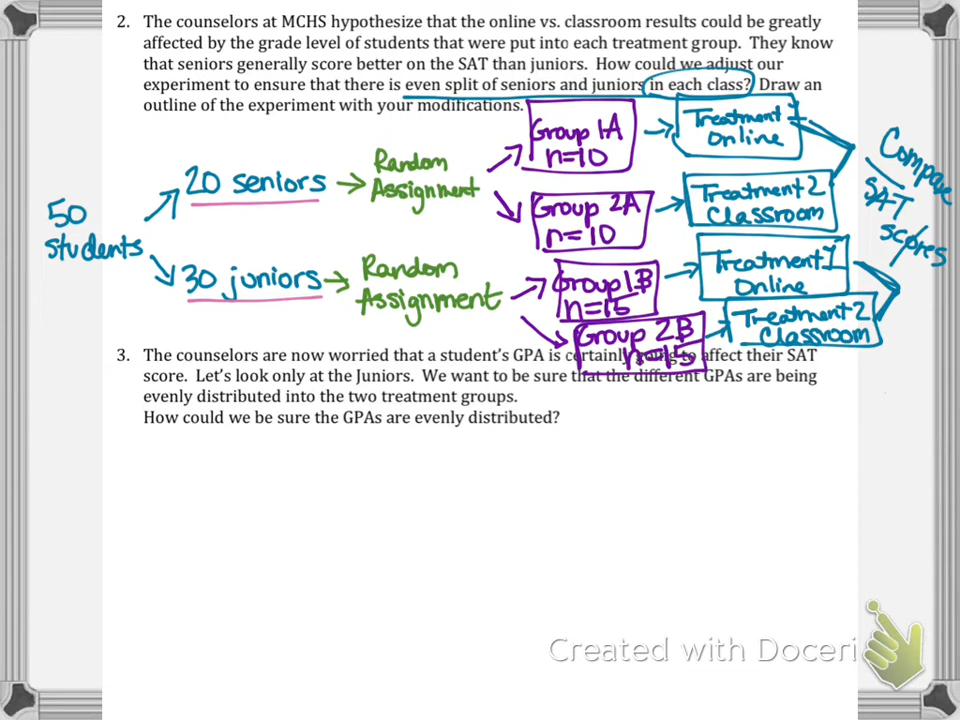 2. The counselors at MCHS hypothesize that the online vs. classroom results could be greatly
affected by the grade level of students that were put into each treatment group. They know
that seniors generally score better on the SAT than juniors. How could we adjust our
experiment to ensure that there is even split of seniors and juniors in each class? Draw an
outline of the experiment with your modifications.
50
students
20 seniors
Random
Assignment
Group 1A
n=10
Treatment 1
Online
Group 2A
n=10
Treatment 2
Classroom
30 juniors
Random
Assignment
Group 1B
n=15
Treatment 1
Online
Group 2B
n=15
Treatment 2
Classroom
Compare
SAT
scores
3. The counselors are now worried that a student's GPA is certainly going to affect their SAT
score. Let's look only at the Juniors. We want to be sure that the different GPAs are being
evenly distributed into the two treatment groups.
How could we be sure the GPAs are evenly distributed?
Created with Doceri